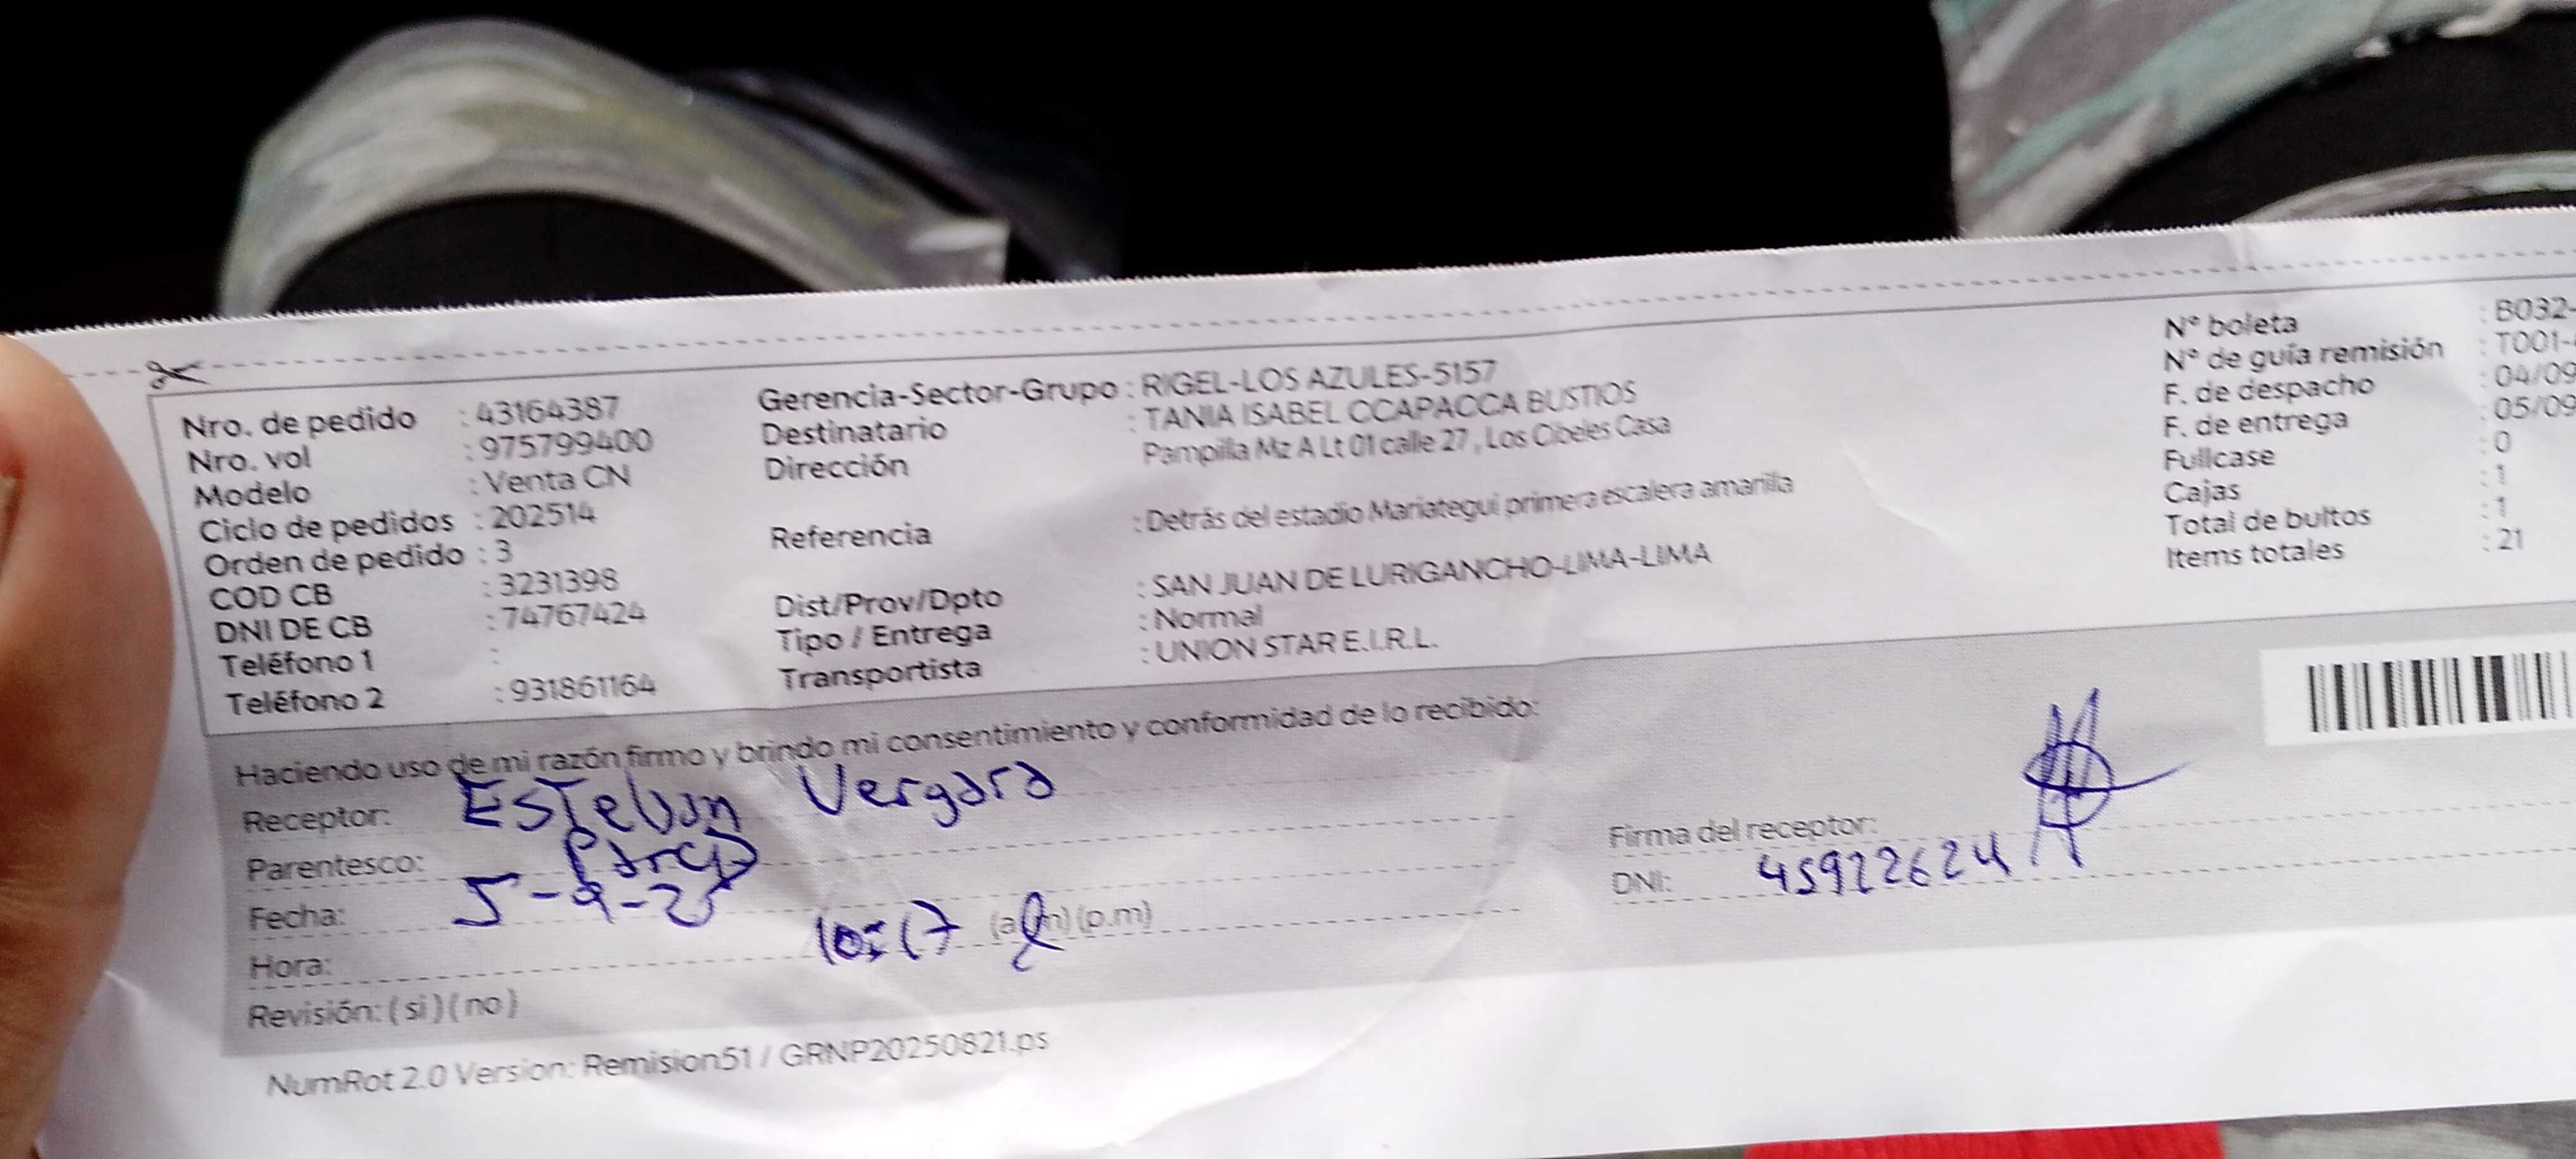 Nro. de pedido : 43164387
Nro. vol : 975799400
Modelo : Venta CN
Ciclo de pedidos : 202514
Orden de pedido : 3
COD CB : 3231398
DNI DE CB : 74767424
Teléfono 1 :
Teléfono 2 : 931861164
Gerencia-Sector-Grupo : RIGEL-LOS AZULES-5157
Destinatario : TANIA ISABEL CCAPACCA BUSTIOS
Dirección Pampilla Mz A Lt 01 calle 27 , Los Cibeles Casa
Referencia : Detrás del estadio Mariategui primera escalera amarilla
Dist/Prov/Dpto : SAN JUAN DE LURIGANCHO-LIMA-LIMA
Tipo / Entrega : Normal
Transportista : UNION STAR E.I.R.L.
N° boleta : B032-
N° de guía remisión : T001-
F. de despacho : 04/09
F. de entrega : 05/09
Fullcase : 0
Cajas : 1
Total de bultos : 1
Items totales : 21
Haciendo uso de mi razón firmo y brindo mi consentimiento y conformidad de lo recibido:
Receptor: Esteban Vergara
Parentesco:
Fecha: 5-9-25
Hora: 10:17 (a.m) (p.m)
Revisión: ( si ) ( no )
Firma del receptor:
DNI: 45922624
NumRot 2.0 Version: Remision51 / GRNP20250821.ps